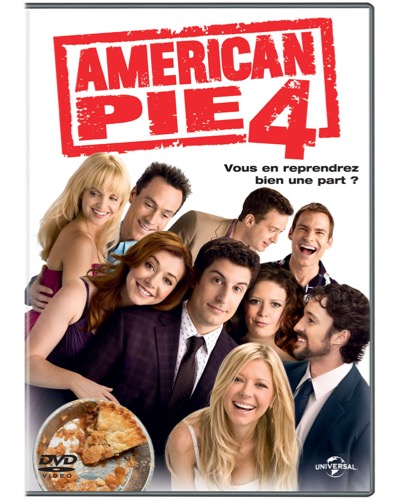 AMERICAN
PIE 4
Vous en reprendrez
bien une part ?
DVD
VIDEO
UNIVERSAL